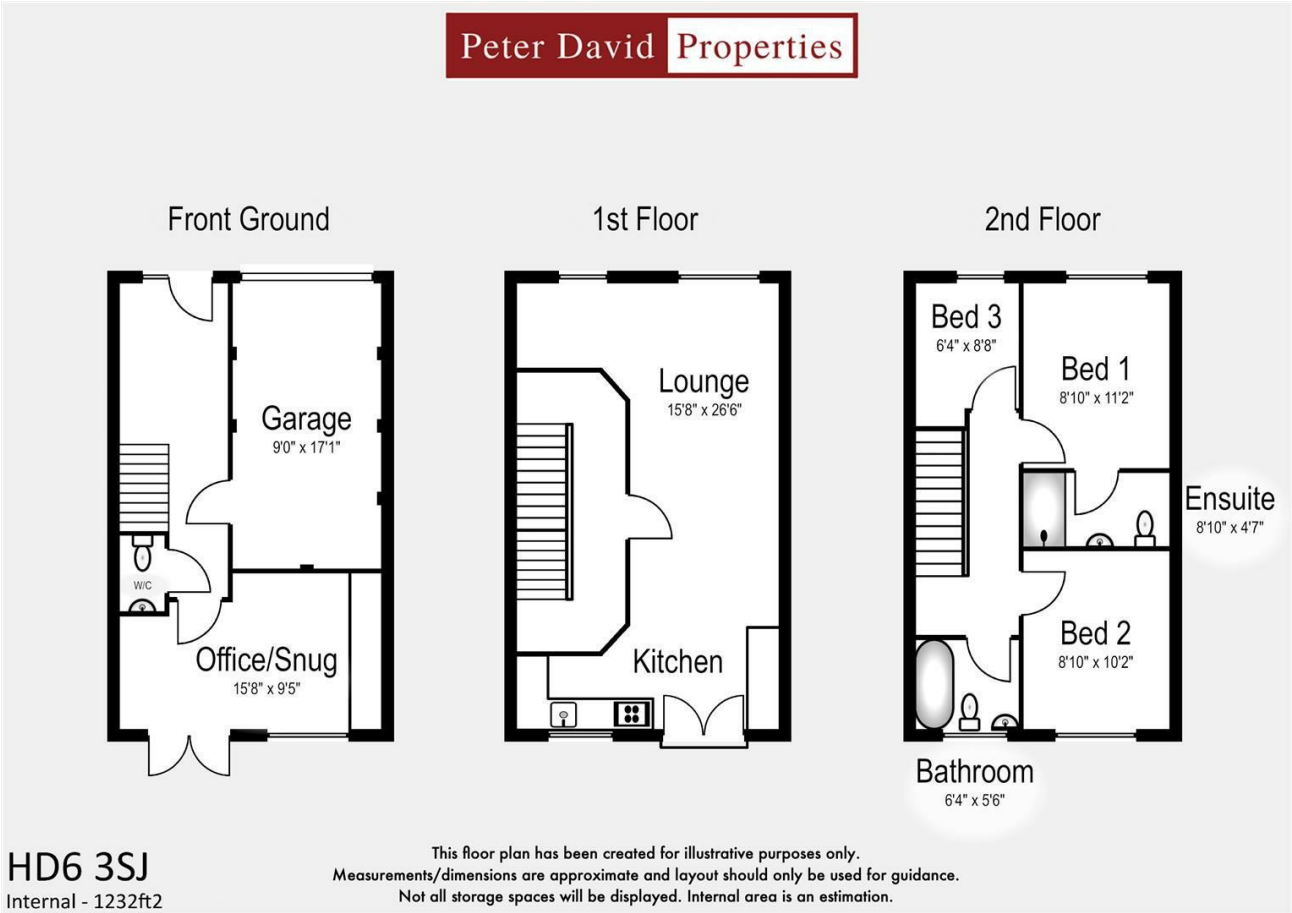 Peter David Properties
Front Ground
1st Floor
2nd Floor
Garage
9'0" x 17'1"
W/C
Office/Snug
15'8" x 9'5"
Lounge
15'8" x 26'6"
Kitchen
Bed 3
6'4" x 8'8"
Bed 1
8'10" x 11'2"
Ensuite
8'10" x 4'7"
Bed 2
8'10" x 10'2"
Bathroom
6'4" x 5'6"
HD6 3SJ
Internal - 1232ft2
This floor plan has been created for illustrative purposes only.
Measurements/dimensions are approximate and layout should only be used for guidance.
Not all storage spaces will be displayed. Internal area is an estimation.